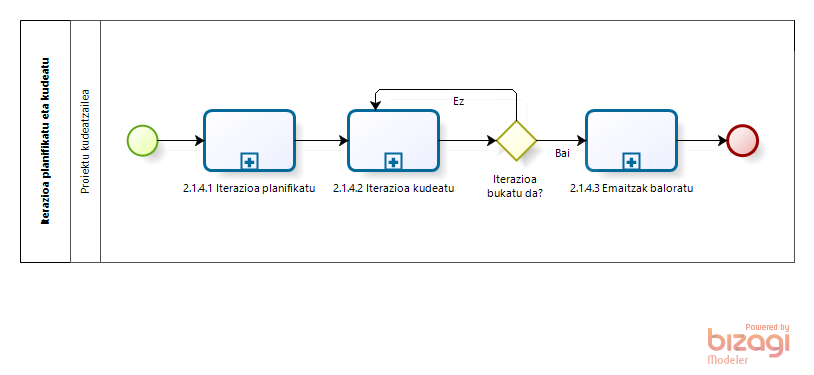 Iterazioa planifikatu eta kudeatu
Proiektu kudeatzailea
Ez
Bai
2.1.4.1 Iterazioa planifikatu
2.1.4.2 Iterazioa kudeatu
Iterazioa
bukatu da?
2.1.4.3 Emaitzak baloratu
Powered by
bizagi
Modeler